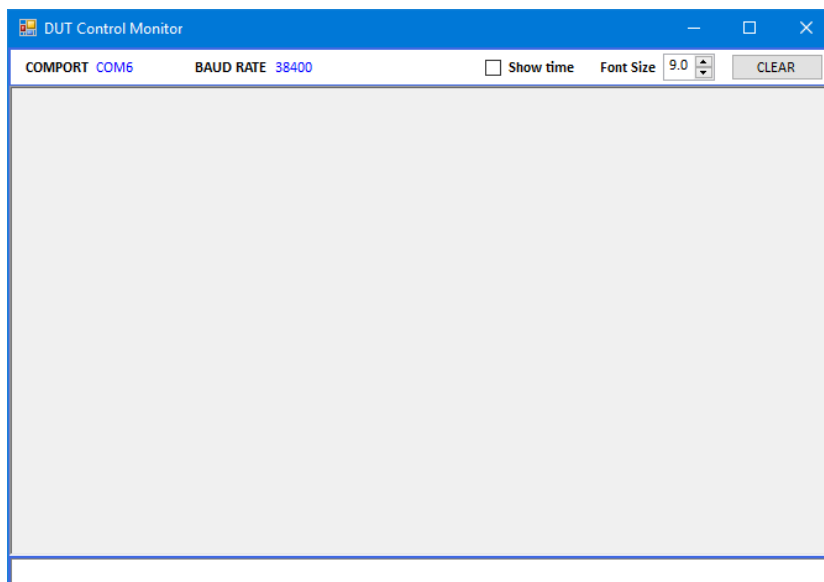 DUT Control Monitor
COMPORT COM6 BAUD RATE 38400 Show time Font Size 9.0 CLEAR